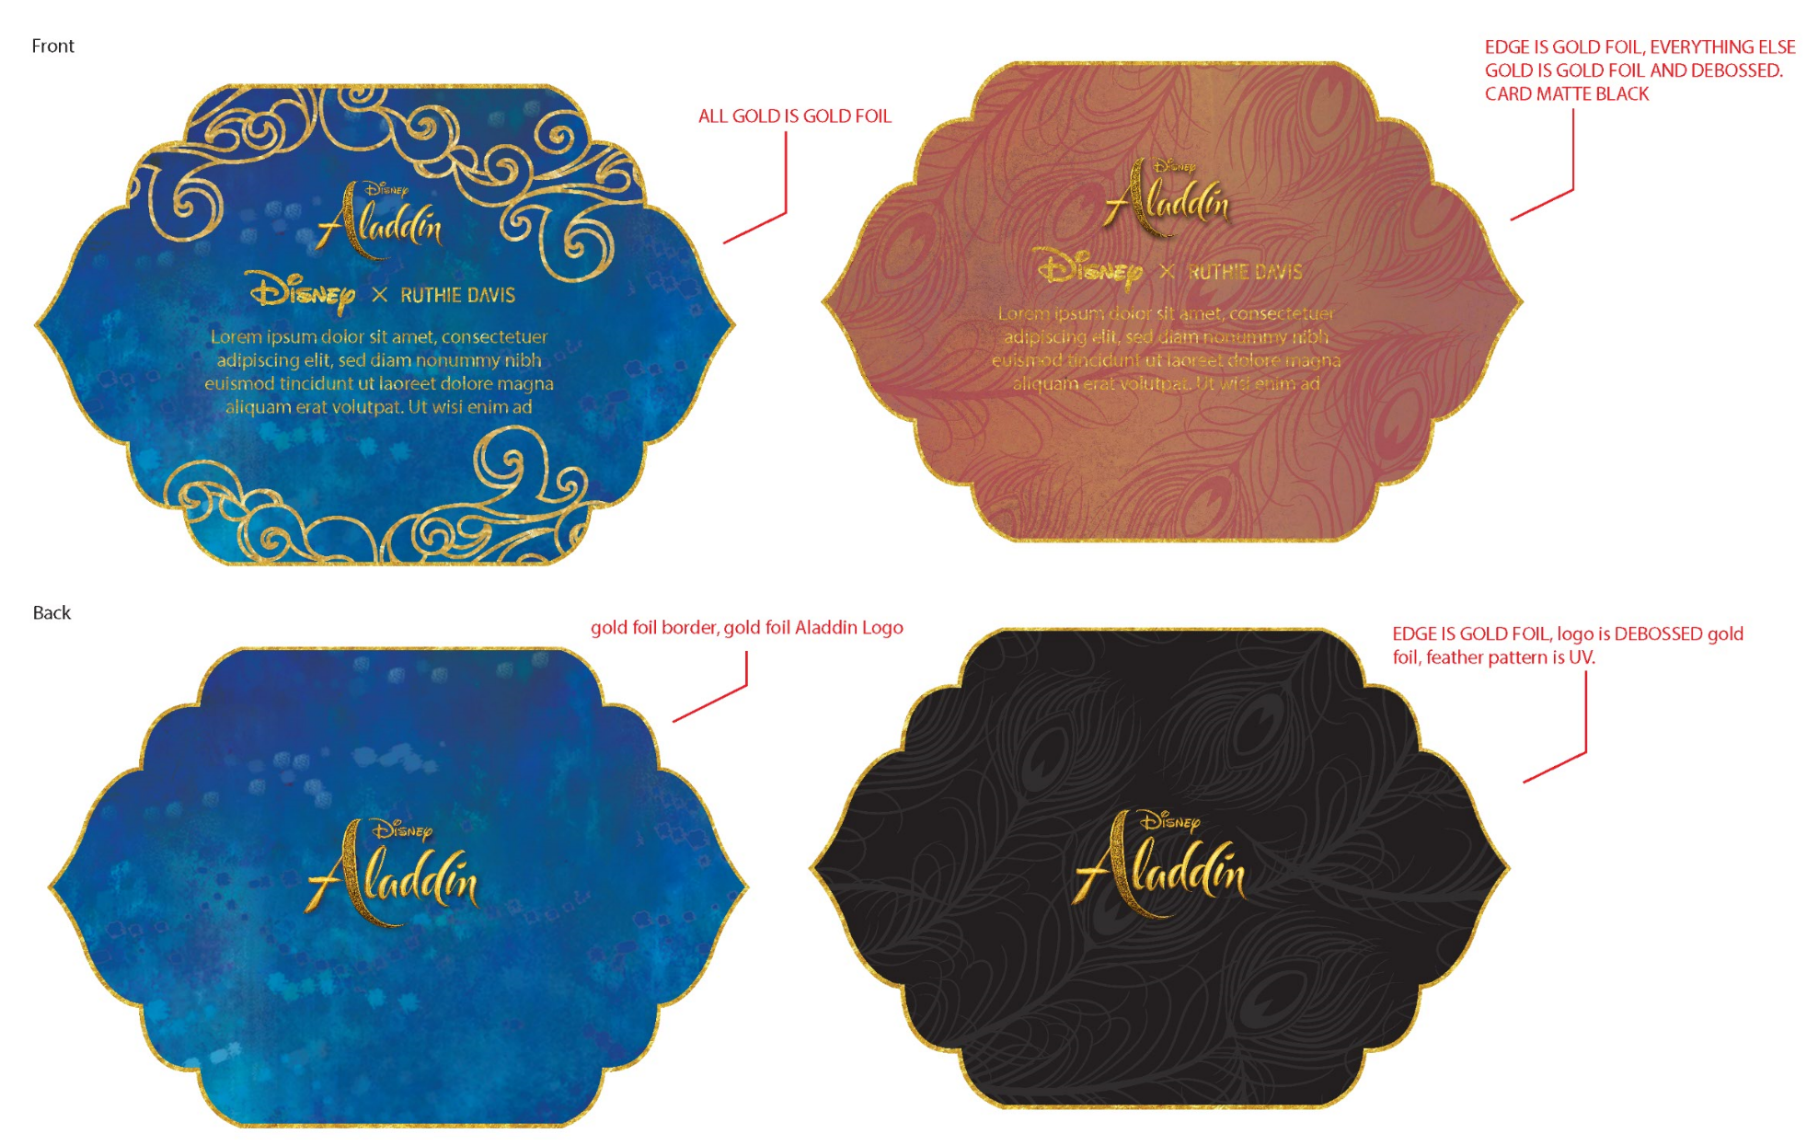 Front
ALL GOLD IS GOLD FOIL
EDGE IS GOLD FOIL, EVERYTHING ELSE
GOLD IS GOLD FOIL AND DEBOSSED.
CARD MATTE BLACK
DISNEY
Aladdin
DISNEY × RUTHIE DAVIS
Lorem ipsum dolor sit amet, consectetuer
adipiscing elit, sed diam nonummy nibh
euismod tincidunt ut laoreet dolore magna
aliquam erat volutpat. Ut wisi enim ad
DISNEY
Aladdin
DISNEY × RUTHIE DAVIS
Lorem ipsum dolor sit amet, consectetuer
adipiscing elit, sed diam nonummy nibh
euismod tincidunt ut laoreet dolore magna
aliquam erat volutpat. Ut wisi enim ad
Back
gold foil border, gold foil Aladdin Logo
EDGE IS GOLD FOIL, logo is DEBOSSED gold
foil, feather pattern is UV.
DISNEY
Aladdin
DISNEY
Aladdin